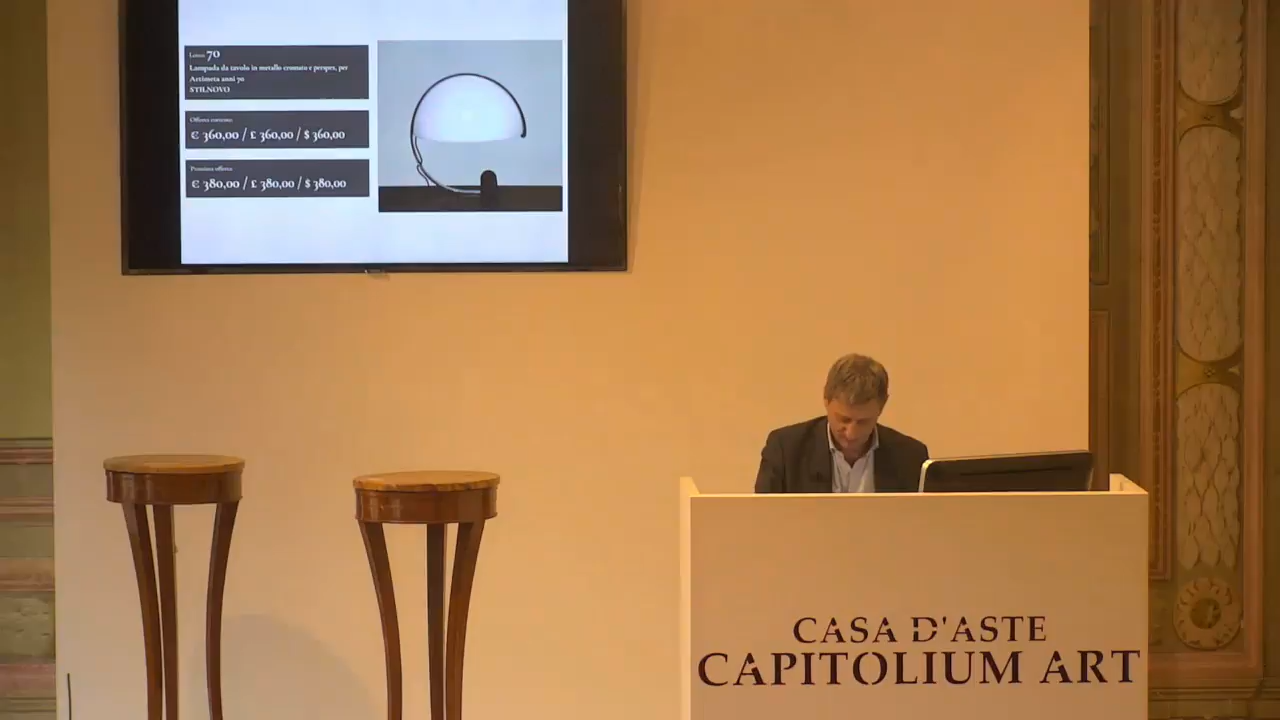 Lotto: 70
Lampada da tavolo in metallo cromato e perspex, per
Artimeta anni 70
STILNOVO
Offerta corrente:
€ 360,00 / £ 360,00 / $ 360,00
Prossima offerta:
€ 380,00 / £ 380,00 / $ 380,00
CASA D'ASTE
CAPITOLIUM ART